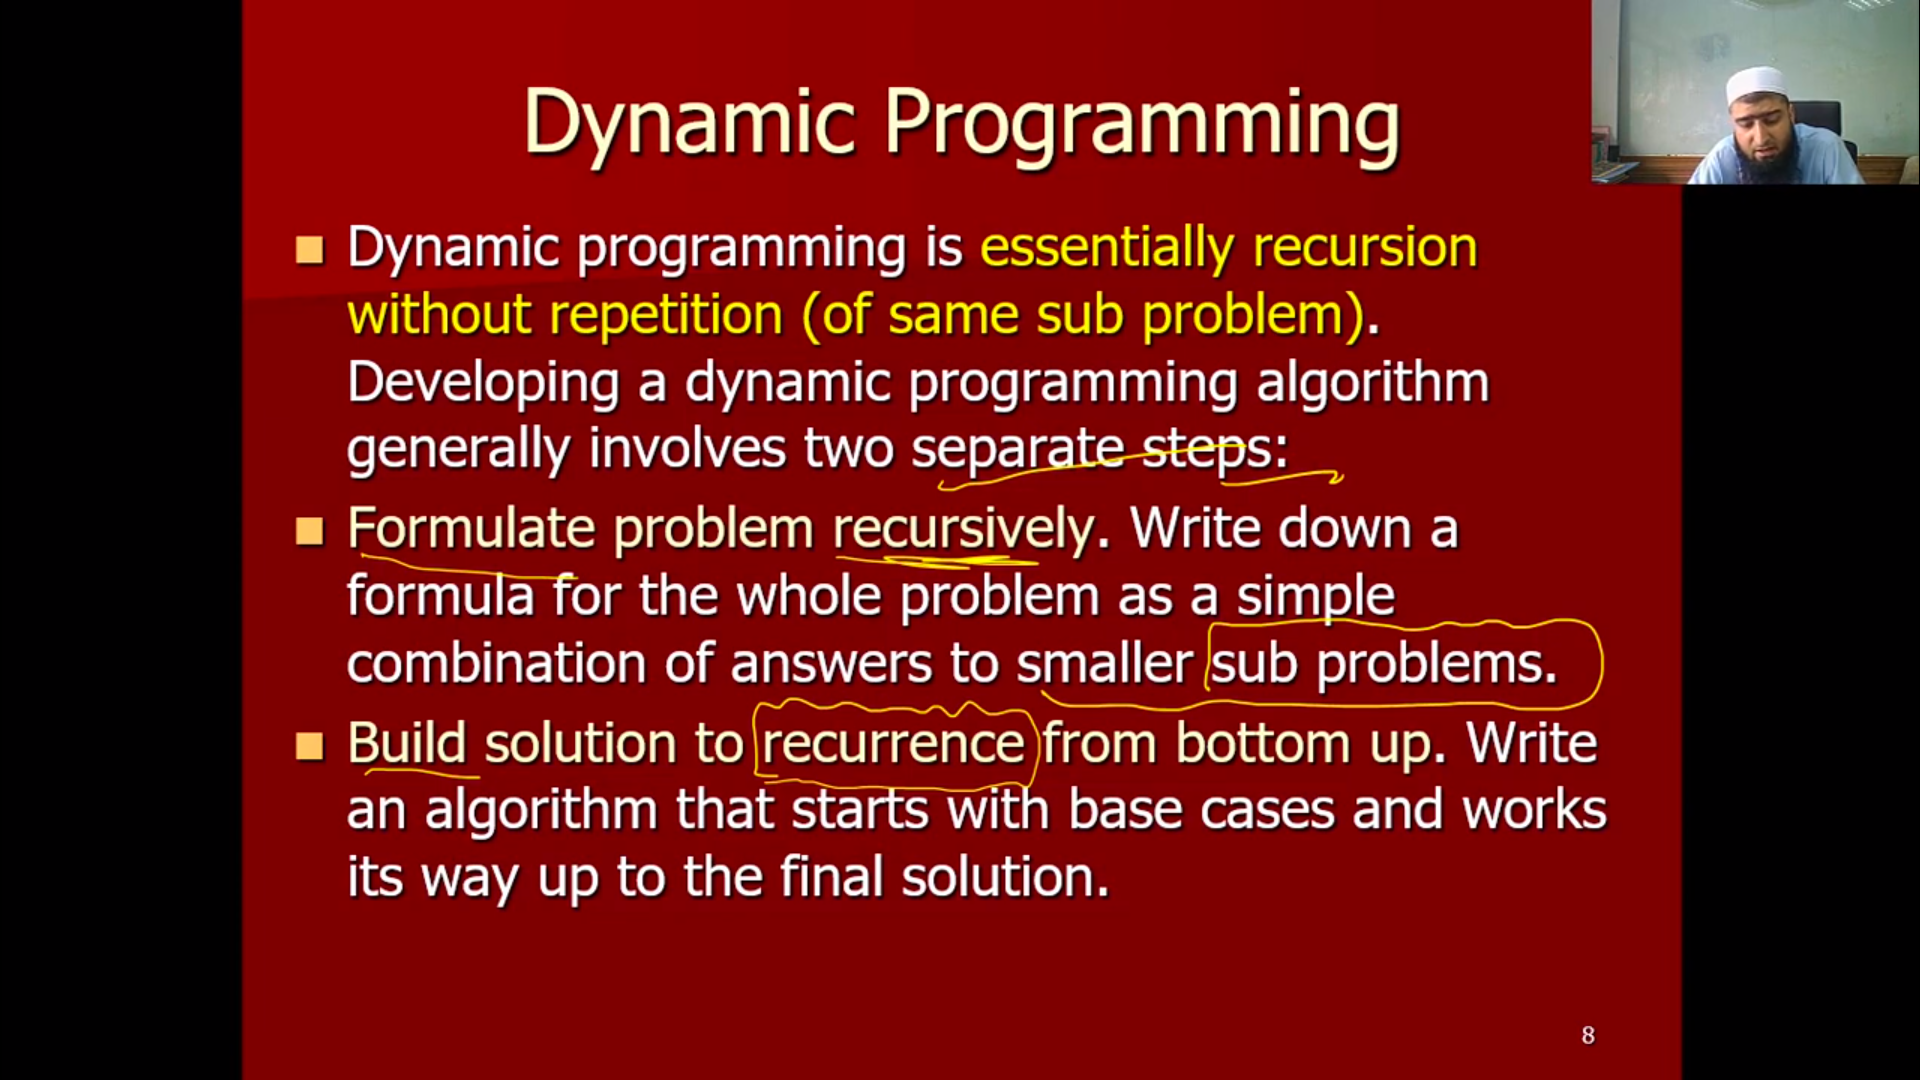 Dynamic Programming
Dynamic programming is essentially recursion
without repetition (of same sub problem).
Developing a dynamic programming algorithm
generally involves two separate steps:
Formulate problem recursively. Write down a
formula for the whole problem as a simple
combination of answers to smaller sub problems.
Build solution to recurrence from bottom up. Write
an algorithm that starts with base cases and works
its way up to the final solution.
8